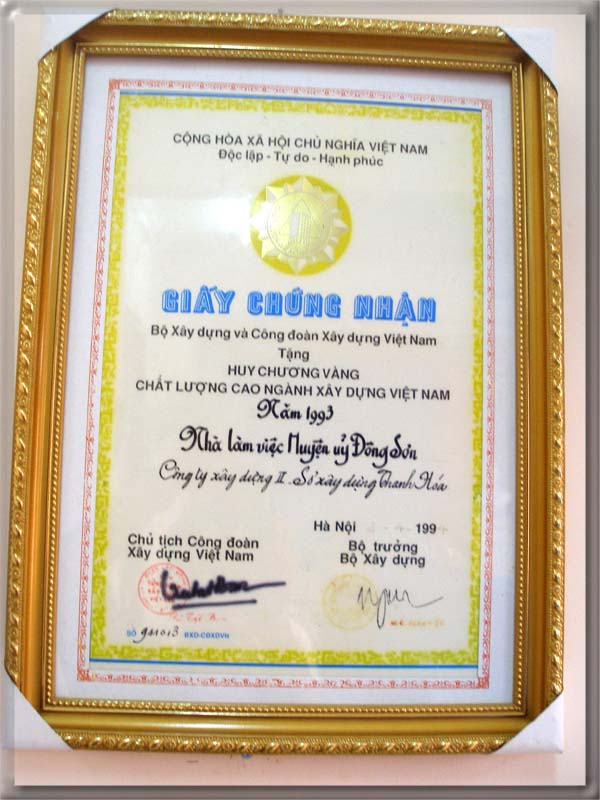 CỘNG HÒA XÃ HỘI CHỦ NGHĨA VIỆT NAM
Độc lập - Tự do - Hạnh phúc
GIẤY CHỨNG NHẬN
Bộ Xây dựng và Công đoàn Xây dựng Việt Nam
Tặng
HUY CHƯƠNG VÀNG
CHẤT LƯỢNG CAO NGÀNH XÂY DỰNG VIỆT NAM
Năm 1993
Nhà làm việc Huyện uỷ Đông Sơn
Công ty xây dựng II - Sở xây dựng Thanh Hóa
Hà Nội 199
Chủ tịch Công đoàn
Xây dựng Việt Nam
Bộ trưởng
Bộ Xây dựng
SỐ BXD-CĐXDVN